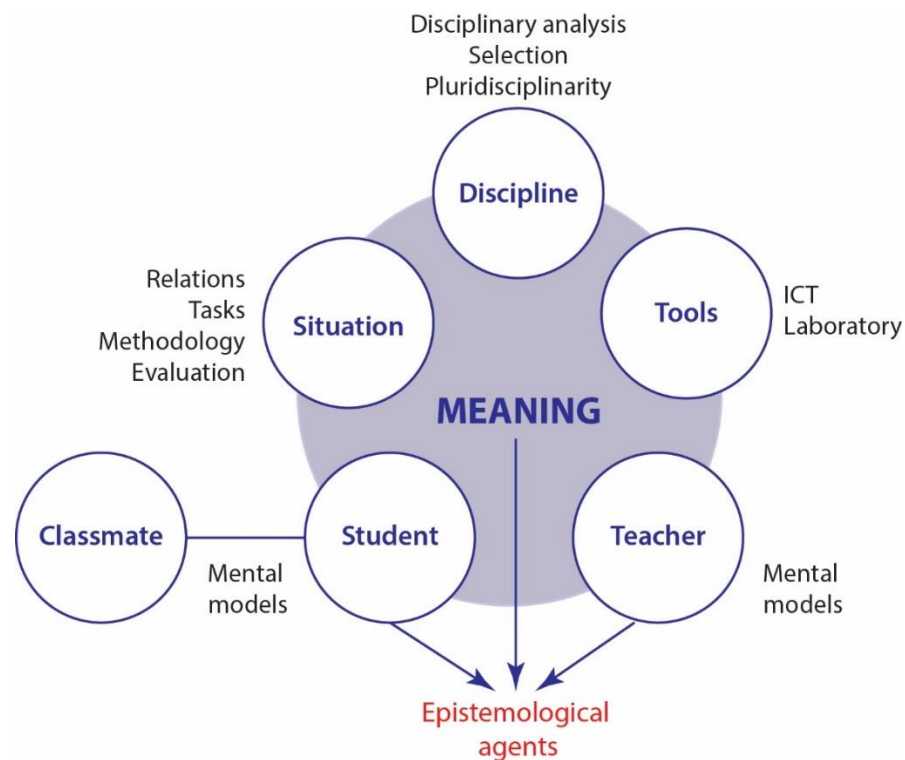 Disciplinary analysis
Selection
Pluridisciplinarity
Discipline
Relations
Tasks
Methodology
Evaluation
Situation
Tools
ICT
Laboratory
MEANING
Classmate
Mental
models
Student
Teacher
Mental
models
Epistemological
agents